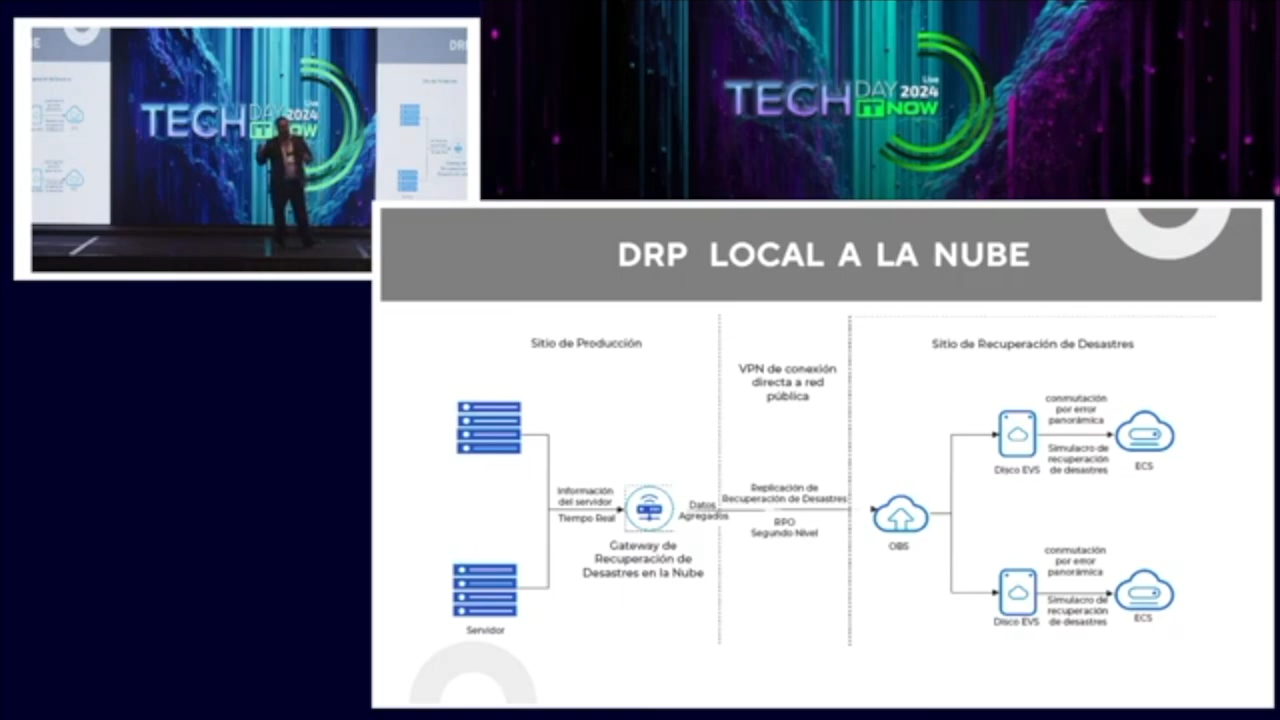 TECH DAY 2024 Live
IT NOW
TECH DAY 2024 Live
IT NOW
DRP LOCAL A LA NUBE
Sitio de Producción
Sitio de Recuperación de Desastres
VPN de conexión
directa a red
pública
conmutación
por error
panorámica
Simulacro de
recuperación
de desastres
Disco EVS
ECS
Información
del servidor
Tiempo Real
Datos
Agregados
Replicación de
Recuperación de Desastres
RPO
Segundo Nivel
OBS
Gateway de
Recuperación de
Desastres en la Nube
conmutación
por error
panorámica
Simulacro de
recuperación
de desastres
Disco EVS
ECS
Servidor